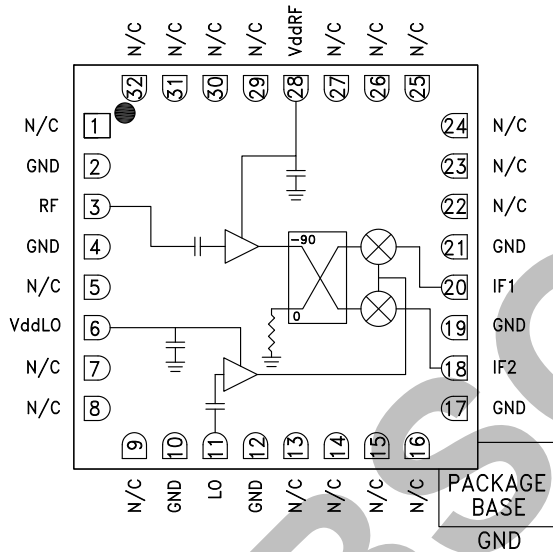 N/C N/C N/C N/C VddRF N/C N/C N/C
32 31 30 29 28 27 26 25
N/C 1
GND 2
RF 3
GND 4
N/C 5
VddLO 6
N/C 7
N/C 8
-90
0
24 N/C
23 N/C
22 N/C
21 GND
20 IF1
19 GND
18 IF2
17 GND
9 10 11 12 13 14 15 16
N/C GND LO GND N/C N/C N/C N/C
PACKAGE
BASE
GND